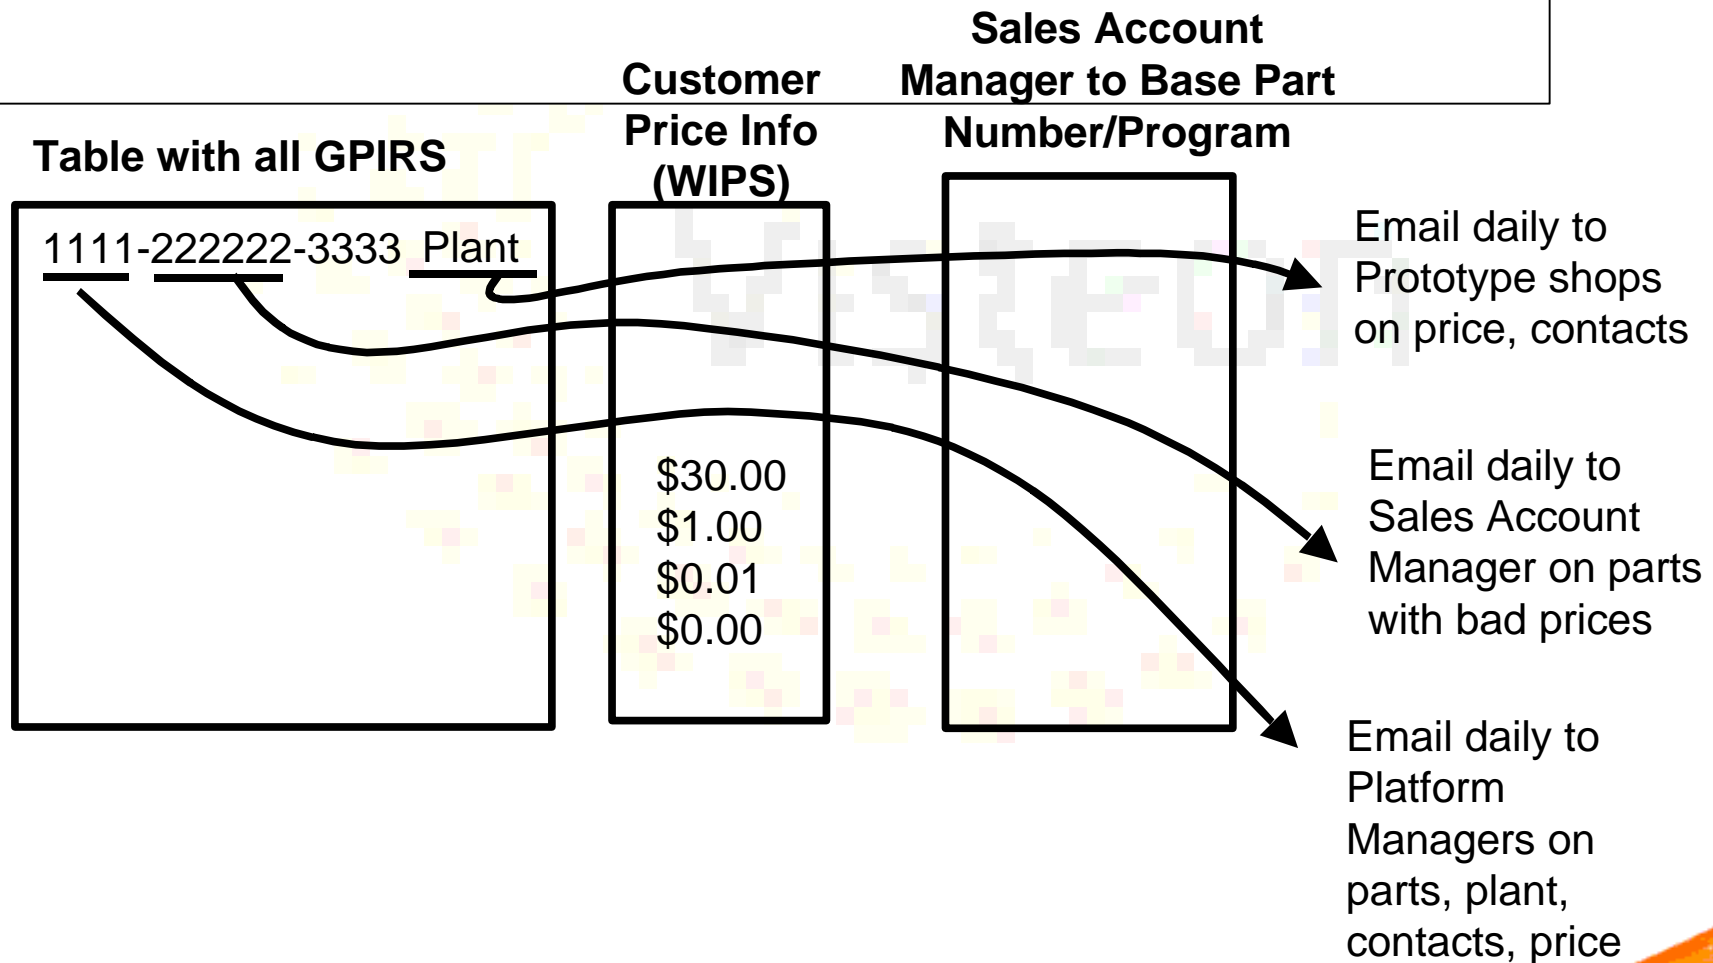 Table with all GPIRS
Customer
Price Info
(WIPS)
Sales Account
Manager to Base Part
Number/Program
1111-222222-3333 Plant
$30.00
$1.00
$0.01
$0.00
Email daily to
Prototype shops
on price, contacts
Email daily to
Sales Account
Manager on parts
with bad prices
Email daily to
Platform
Managers on
parts, plant,
contacts, price
Visteon